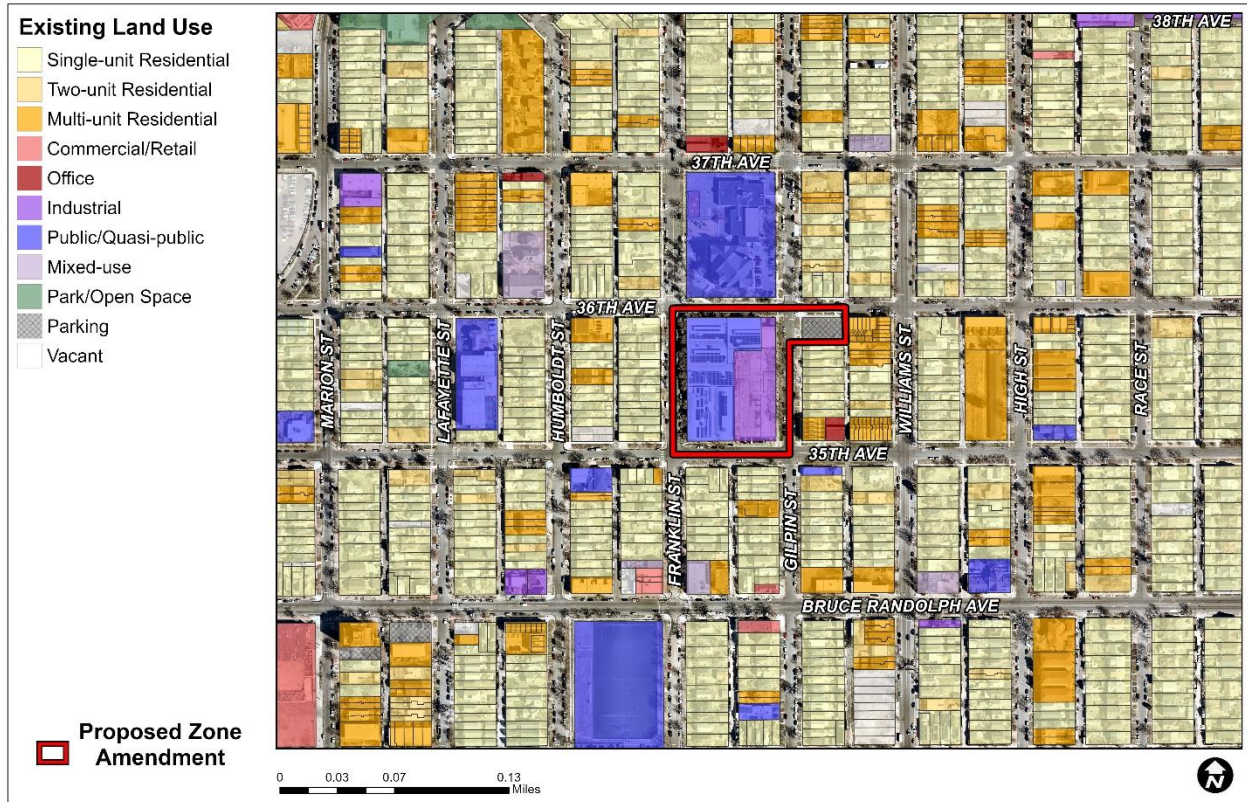 Existing Land Use
Single-unit Residential
Two-unit Residential
Multi-unit Residential
Commercial/Retail
Office
Industrial
Public/Quasi-public
Mixed-use
Park/Open Space
Parking
Vacant
38TH AVE
37TH AVE
36TH AVE
MARION ST
LAFAYETTE ST
HUMBOLDT ST
WILLIAMS ST
HIGH ST
RACE ST
35TH AVE
FRANKLIN ST
GILPIN ST
BRUCE RANDOLPH AVE
Proposed Zone
Amendment
0 0.03 0.07 0.13
Miles
N